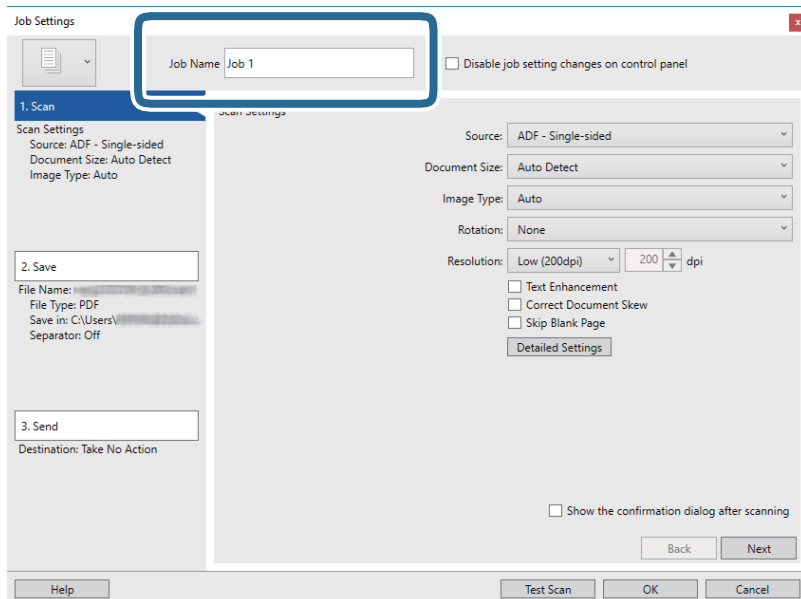 Job Settings
x
Job Name Job 1
Disable job setting changes on control panel
1. Scan
Scan Settings
Source: ADF - Single-sided
Document Size: Auto Detect
Image Type: Auto
2. Save
File Name:
File Type: PDF
Save in: C:\Users\
Separator: Off
3. Send
Destination: Take No Action
Scan Settings
Source: ADF - Single-sided
Document Size: Auto Detect
Image Type: Auto
Rotation: None
Resolution: Low (200dpi) 200 dpi
Text Enhancement
Correct Document Skew
Skip Blank Page
Detailed Settings
Show the confirmation dialog after scanning
Back Next
Help Test Scan OK Cancel